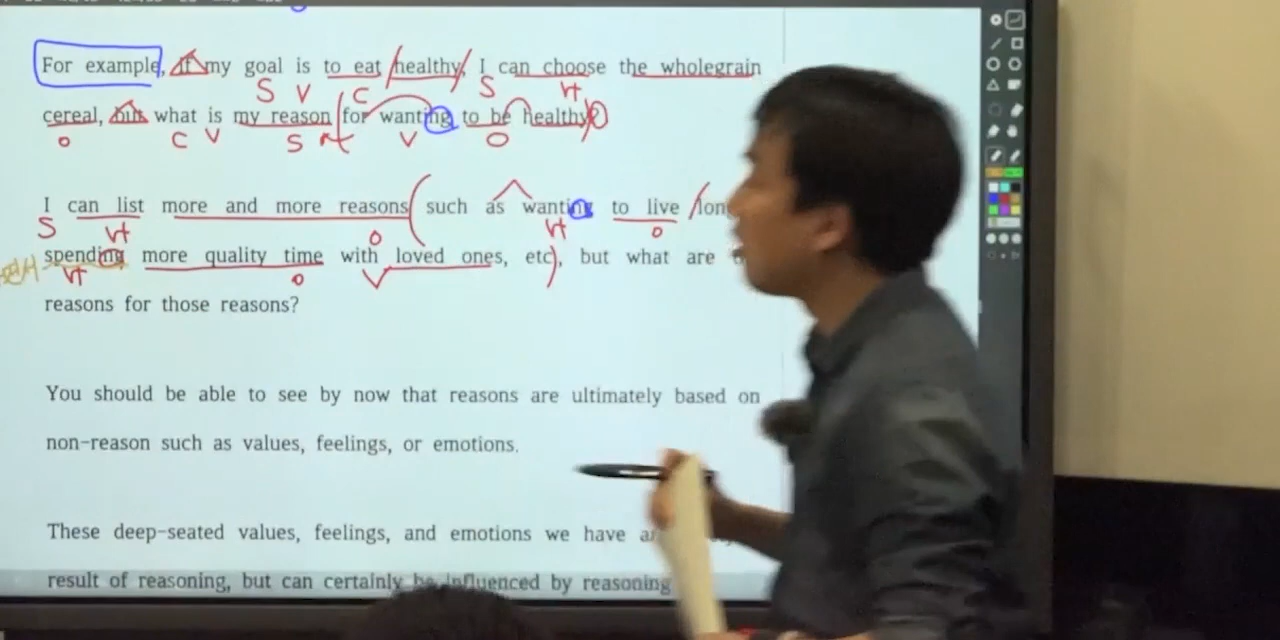 For example, if my goal is to eat healthy, I can choose the wholegrain
S V C S vt
cereal, but what is my reason for wanting to be healthy?
O C V S V O
I can list more and more reasons such as wanting to live
S vt O vt O
spending more quality time with loved ones, etc), but what are
vt O
reasons for those reasons?
You should be able to see by now that reasons are ultimately based on
non-reason such as values, feelings, or emotions.
These deep-seated values, feelings, and emotions we have
result of reasoning, but can certainly be influenced by reasoning